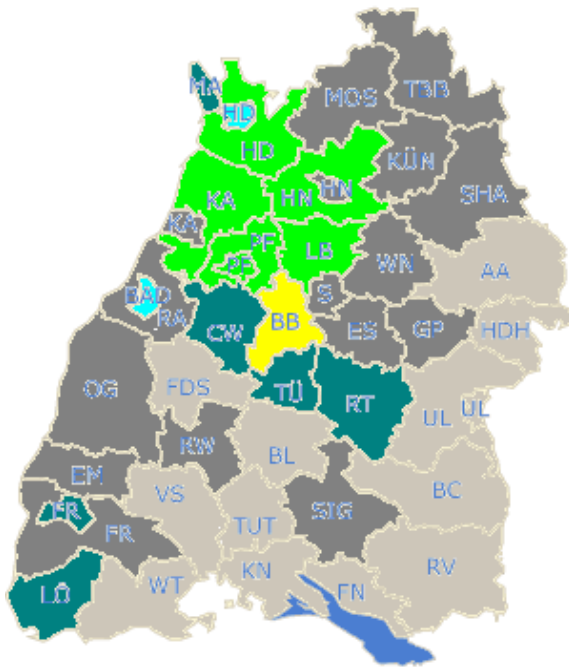 MA
MOS
TBB
HD
HD
KÜN
HN
HN
KA
SHA
KA
PF
PF
LB
WN
AA
BAD
RA
S
CW
BB
ES
GP
HDH
OG
FDS
TÜ
RT
UL
UL
RW
BL
EM
VS
BC
FR
FR
TUT
SIG
LÖ
WT
KN
FN
RV